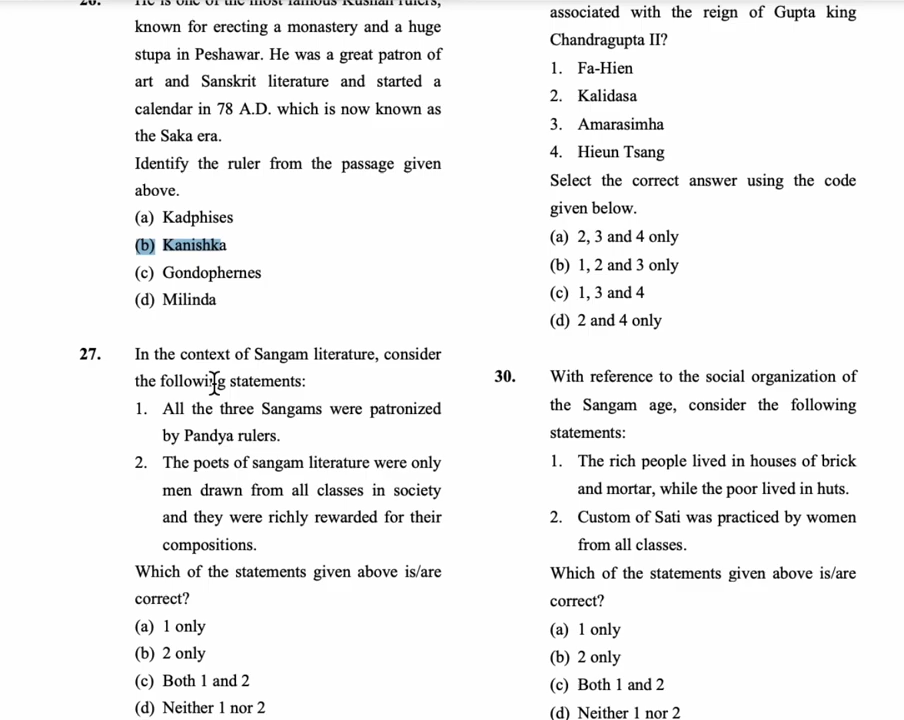 26. He is one of the most famous Kushan rulers,
known for erecting a monastery and a huge
stupa in Peshawar. He was a great patron of
art and Sanskrit literature and started a
calendar in 78 A.D. which is now known as
the Saka era.
Identify the ruler from the passage given
above.
(a) Kadphises
(b) Kanishka
(c) Gondophernes
(d) Milinda
27. In the context of Sangam literature, consider
the following statements:
1. All the three Sangams were patronized
by Pandya rulers.
2. The poets of sangam literature were only
men drawn from all classes in society
and they were richly rewarded for their
compositions.
Which of the statements given above is/are
correct?
(a) 1 only
(b) 2 only
(c) Both 1 and 2
(d) Neither 1 nor 2
associated with the reign of Gupta king
Chandragupta II?
1. Fa-Hien
2. Kalidasa
3. Amarasimha
4. Hieun Tsang
Select the correct answer using the code
given below.
(a) 2, 3 and 4 only
(b) 1, 2 and 3 only
(c) 1, 3 and 4
(d) 2 and 4 only
30. With reference to the social organization of
the Sangam age, consider the following
statements:
1. The rich people lived in houses of brick
and mortar, while the poor lived in huts.
2. Custom of Sati was practiced by women
from all classes.
Which of the statements given above is/are
correct?
(a) 1 only
(b) 2 only
(c) Both 1 and 2
(d) Neither 1 nor 2